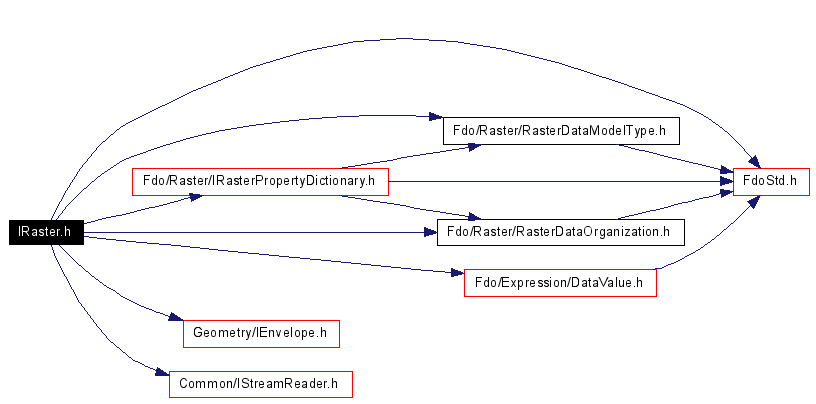 Fdo/Raster/RasterDataModelType.h
Fdo/Raster/IRasterPropertyDictionary.h
FdoStd.h
IRaster.h
Fdo/Raster/RasterDataOrganization.h
Fdo/Expression/DataValue.h
Geometry/IEnvelope.h
Common/IStreamReader.h